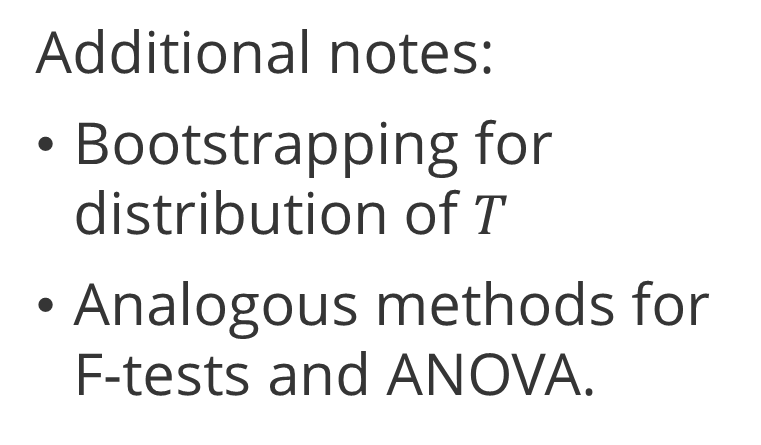 Additional notes:
• Bootstrapping for
distribution of T
• Analogous methods for
F-tests and ANOVA.